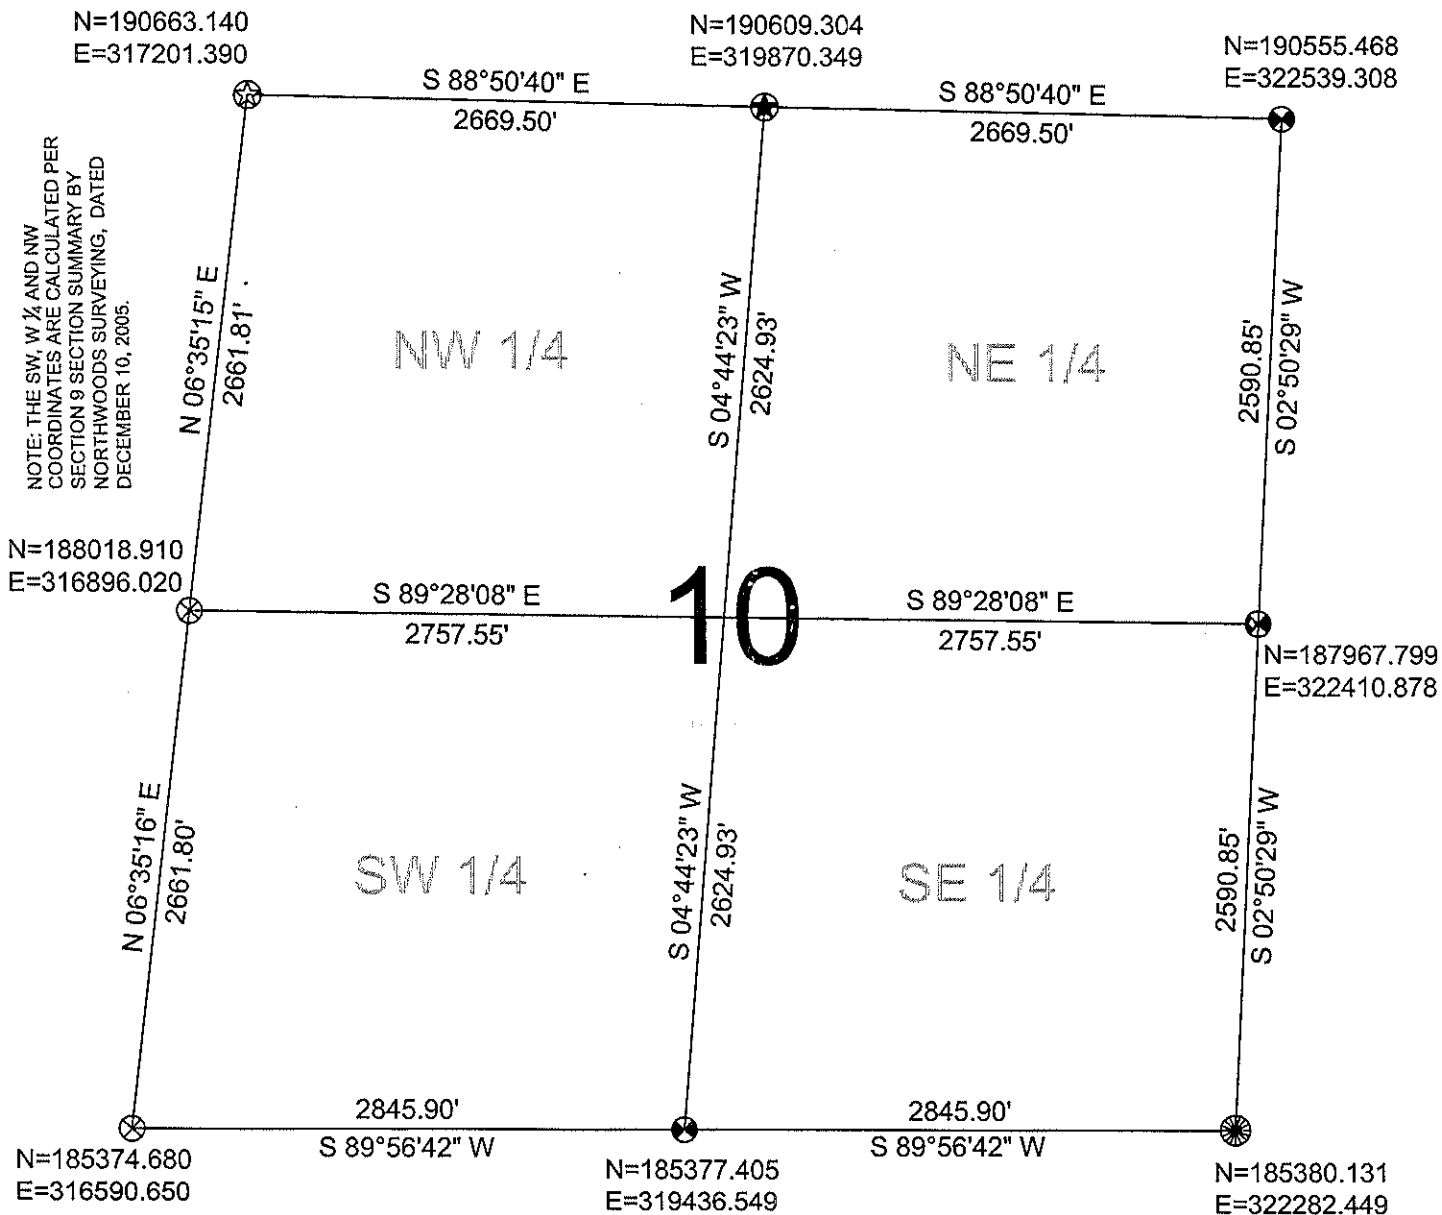 N=190663.140
E=317201.390
N=190609.304
E=319870.349
N=190555.468
E=322539.308
S 88°50'40" E
2669.50'
S 88°50'40" E
2669.50'
NOTE: THE SW, W ¼ AND NW
COORDINATES ARE CALCULATED PER
SECTION 9 SECTION SUMMARY BY
NORTHWOODS SURVEYING, DATED
DECEMBER 10, 2005.
N 06°35'15" E
2661.81'
NW 1/4
S 04°44'23" W
2624.93'
NE 1/4
2590.85'
S 02°50'29" W
N=188018.910
E=316896.020
S 89°28'08" E
2757.55'
10
S 89°28'08" E
2757.55'
N=187967.799
E=322410.878
N 06°35'16" E
2661.80'
SW 1/4
S 04°44'23" W
2624.93'
SE 1/4
2590.85'
S 02°50'29" W
2845.90'
S 89°56'42" W
2845.90'
S 89°56'42" W
N=185374.680
E=316590.650
N=185377.405
E=319436.549
N=185380.131
E=322282.449